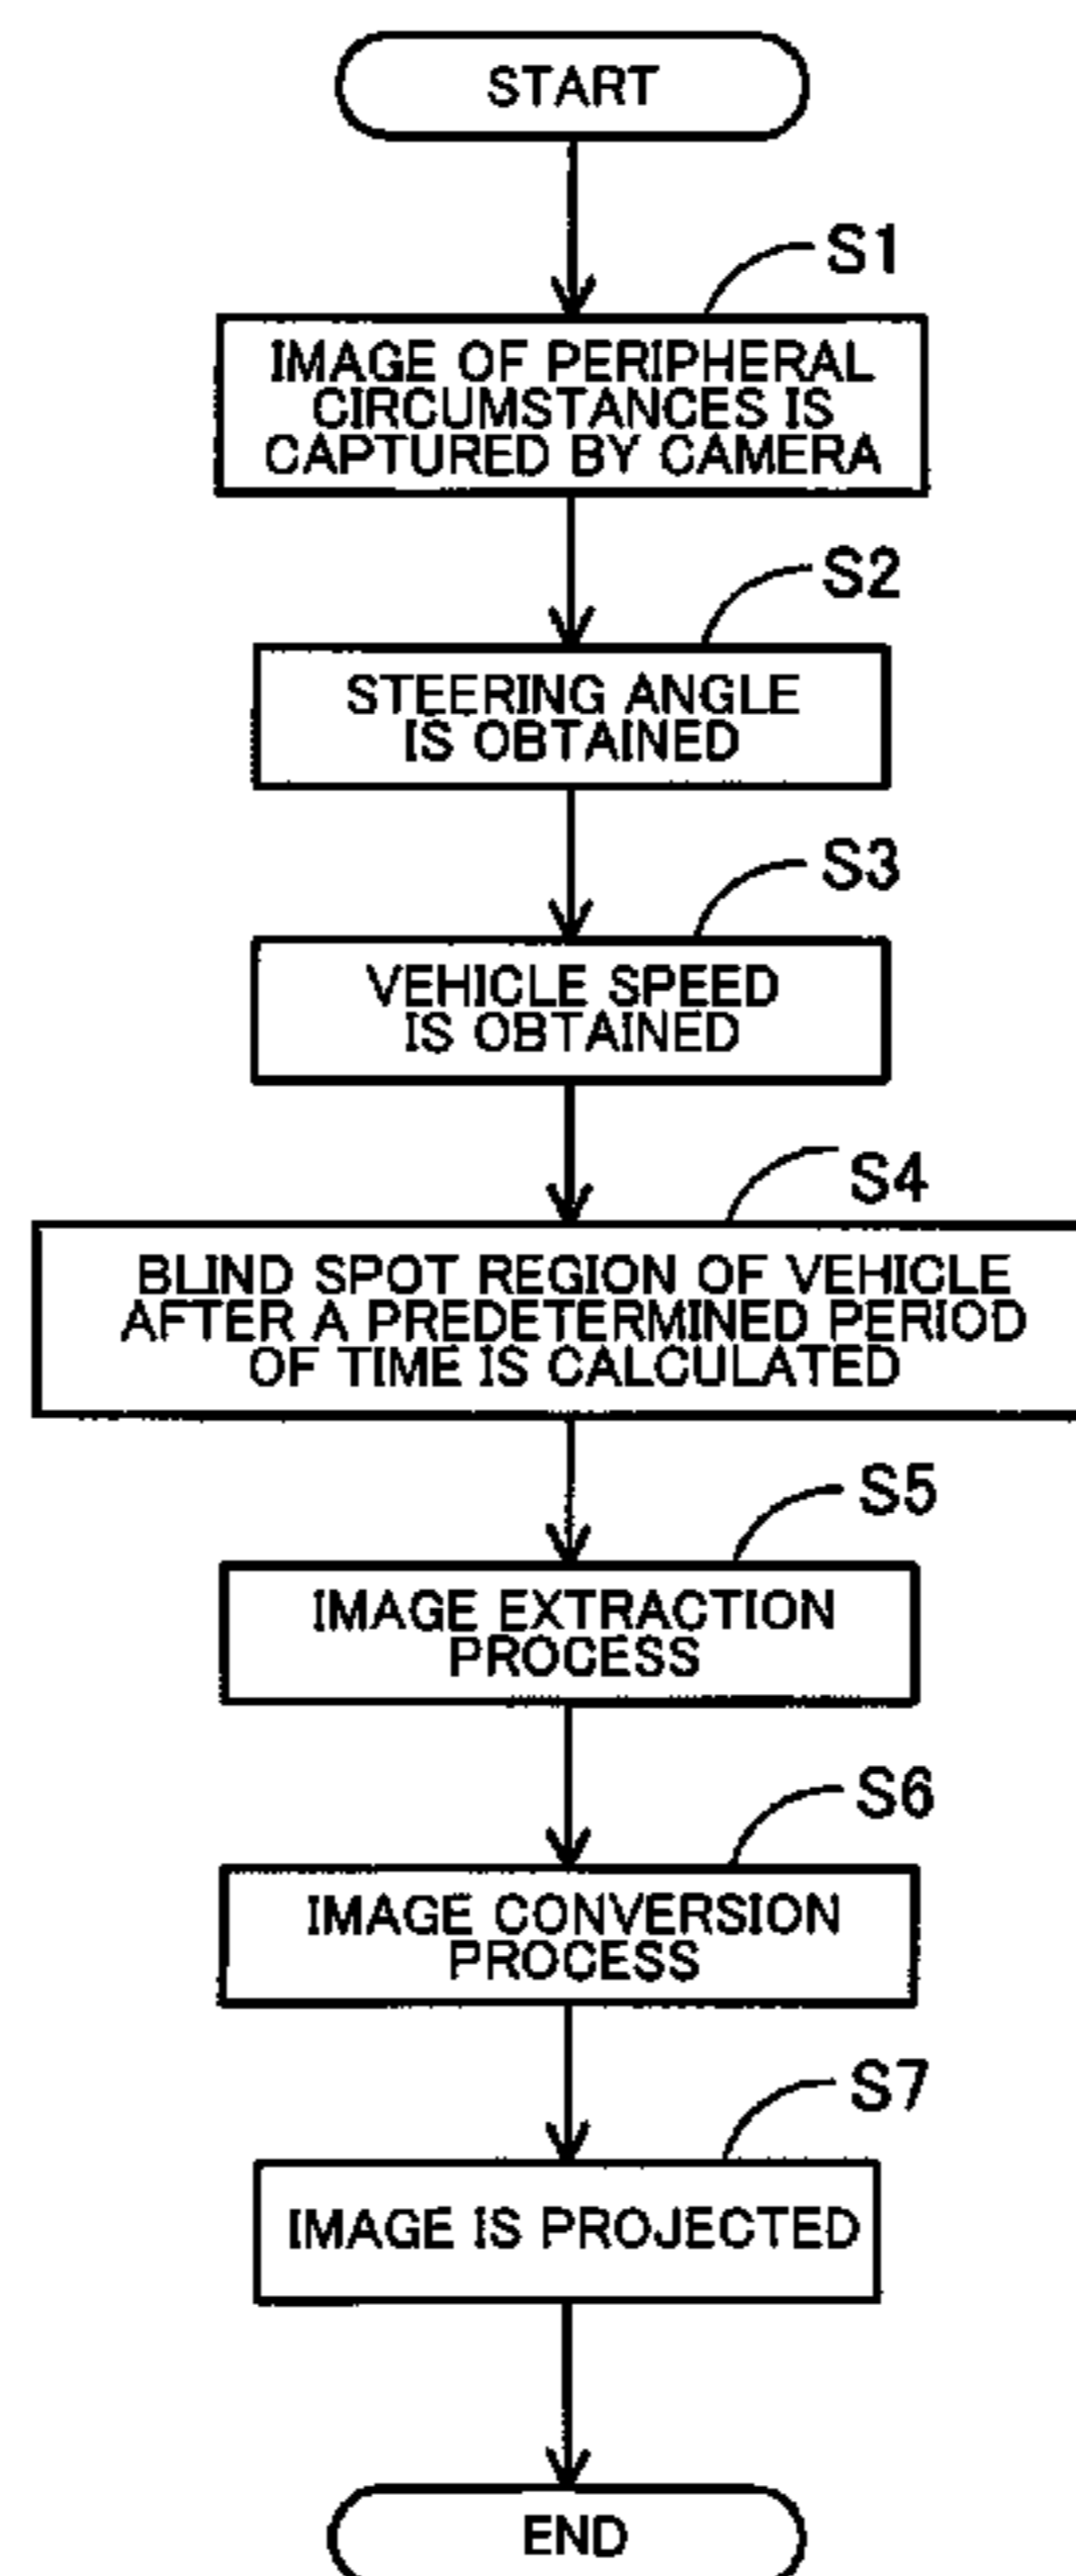 START
S1
IMAGE OF PERIPHERAL
CIRCUMSTANCES IS
CAPTURED BY CAMERA
S2
STEERING ANGLE
IS OBTAINED
S3
VEHICLE SPEED
IS OBTAINED
S4
BLIND SPOT REGION OF VEHICLE
AFTER A PREDETERMINED PERIOD
OF TIME IS CALCULATED
S5
IMAGE EXTRACTION
PROCESS
S6
IMAGE CONVERSION
PROCESS
S7
IMAGE IS PROJECTED
END